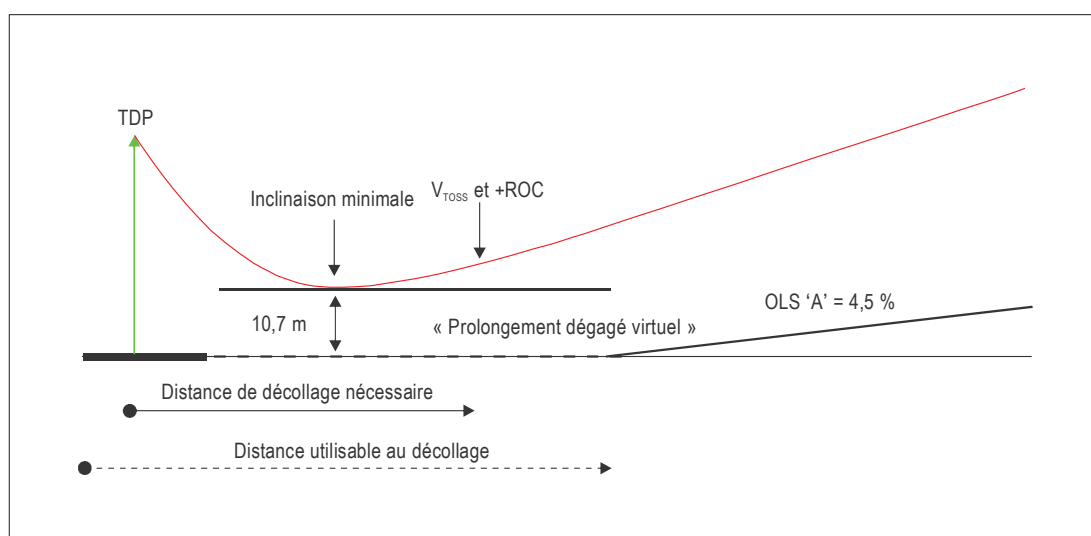 TDP
Inclinaison minimale
VTOSS et +ROC
10,7 m
« Prolongement dégagé virtuel »
OLS ‘A’ = 4,5 %
Distance de décollage nécessaire
Distance utilisable au décollage